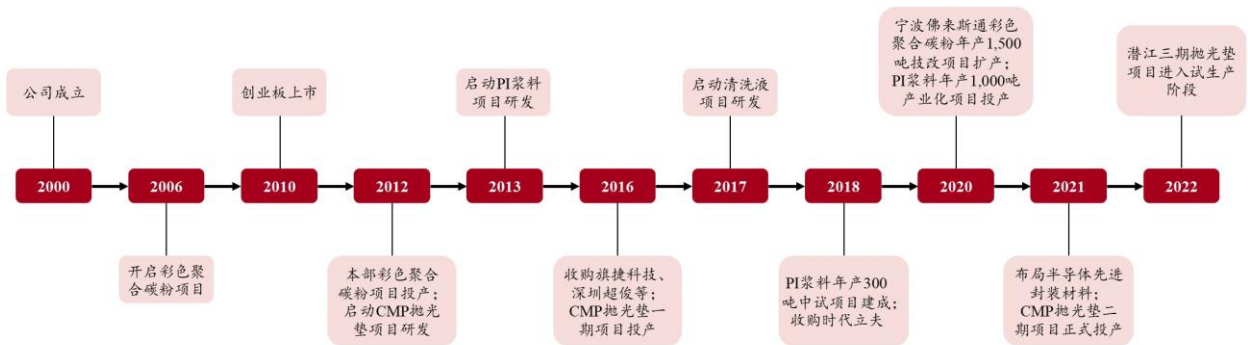 公司成立
创业板上市
启动PI浆料
项目研发
启动清洗液
项目研发
宁波佛来斯通彩色
聚合碳粉年产1,500
吨技改项目扩产；
PI浆料年产1,000吨
产业化项目投产
潜江三期抛光垫
项目进入试生产
阶段
2000
2006
2010
2012
2013
2016
2017
2018
2020
2021
2022
开启彩色聚
合碳粉项目
本部彩色聚合
碳粉项目投产；
启动CMP抛光
垫项目研发
收购旗捷科技、
深圳超俊等；
CMP抛光垫一
期项目投产
PI浆料年产300
吨中试项目建成；
收购时代立夫
布局半导体先进
封装材料；
CMP抛光垫二
期项目正式投产